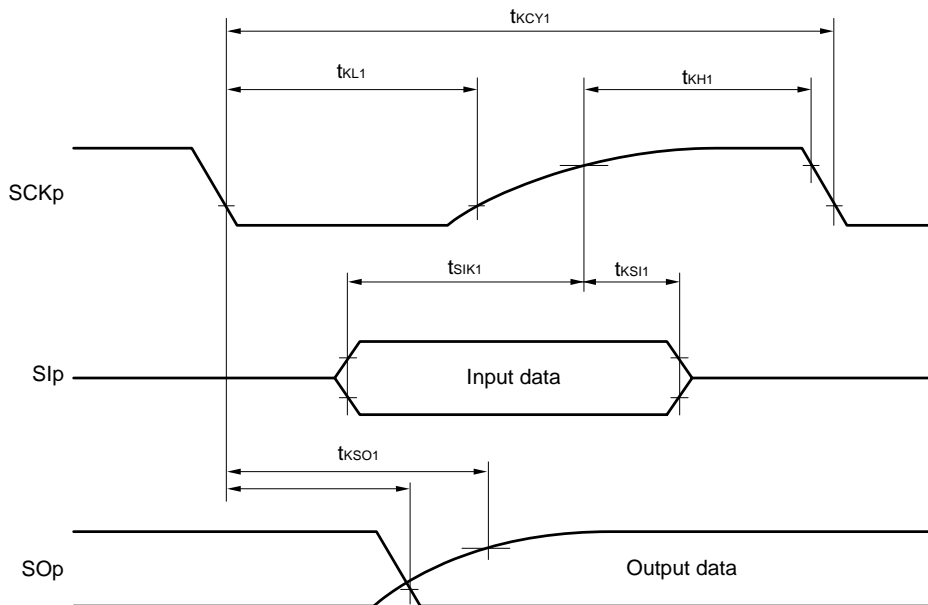 tKCY1
tKL1
tKH1
SCKp
tSIK1
tKSI1
SIp
Input data
tKSO1
SOp
Output data